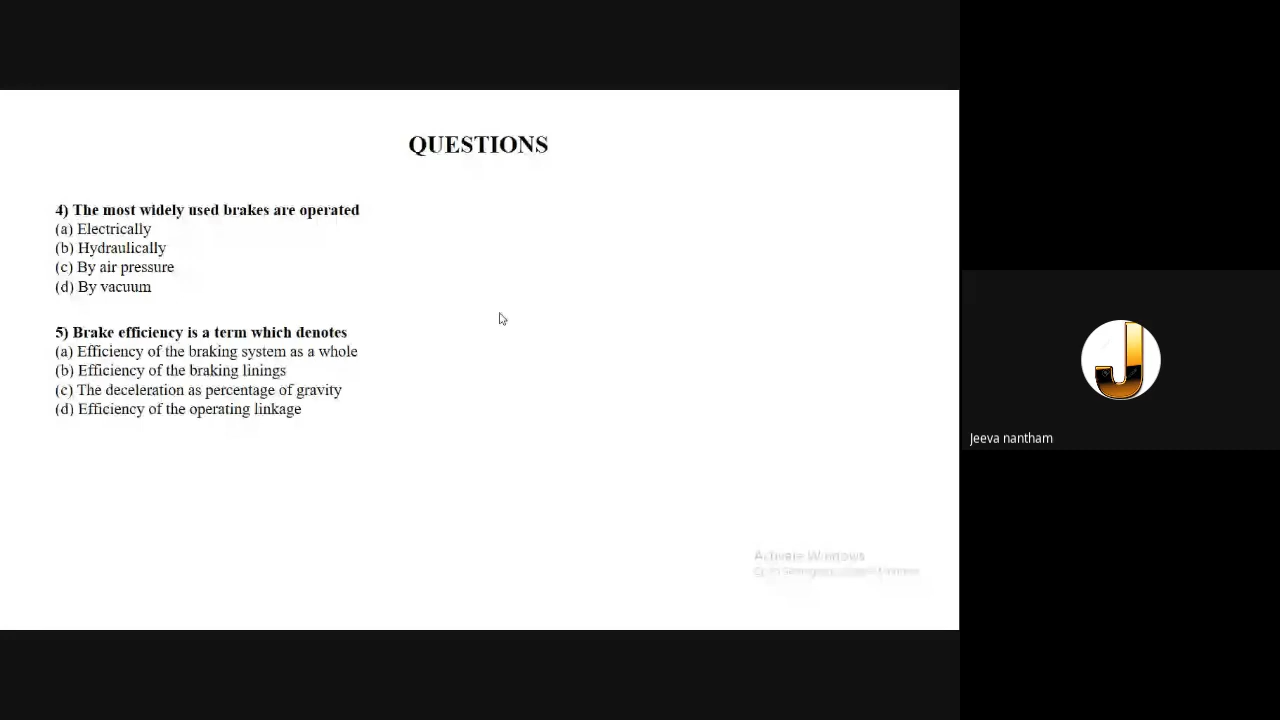 QUESTIONS
4) The most widely used brakes are operated
(a) Electrically
(b) Hydraulically
(c) By air pressure
(d) By vacuum
5) Brake efficiency is a term which denotes
(a) Efficiency of the braking system as a whole
(b) Efficiency of the braking linings
(c) The deceleration as percentage of gravity
(d) Efficiency of the operating linkage
Activate Windows
J
Jeeva nantham